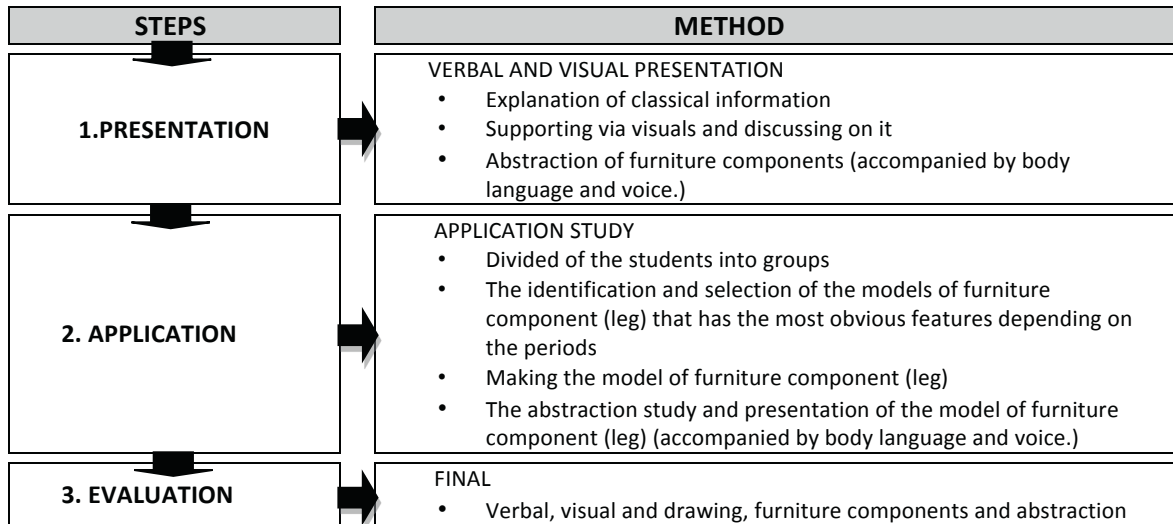 STEPS
METHOD
1.PRESENTATION
VERBAL AND VISUAL PRESENTATION
• Explanation of classical information
• Supporting via visuals and discussing on it
• Abstraction of furniture components (accompanied by body
language and voice.)
2. APPLICATION
APPLICATION STUDY
• Divided of the students into groups
• The identification and selection of the models of furniture
component (leg) that has the most obvious features depending on
the periods
• Making the model of furniture component (leg)
• The abstraction study and presentation of the model of furniture
component (leg) (accompanied by body language and voice.)
3. EVALUATION
FINAL
• Verbal, visual and drawing, furniture components and abstraction